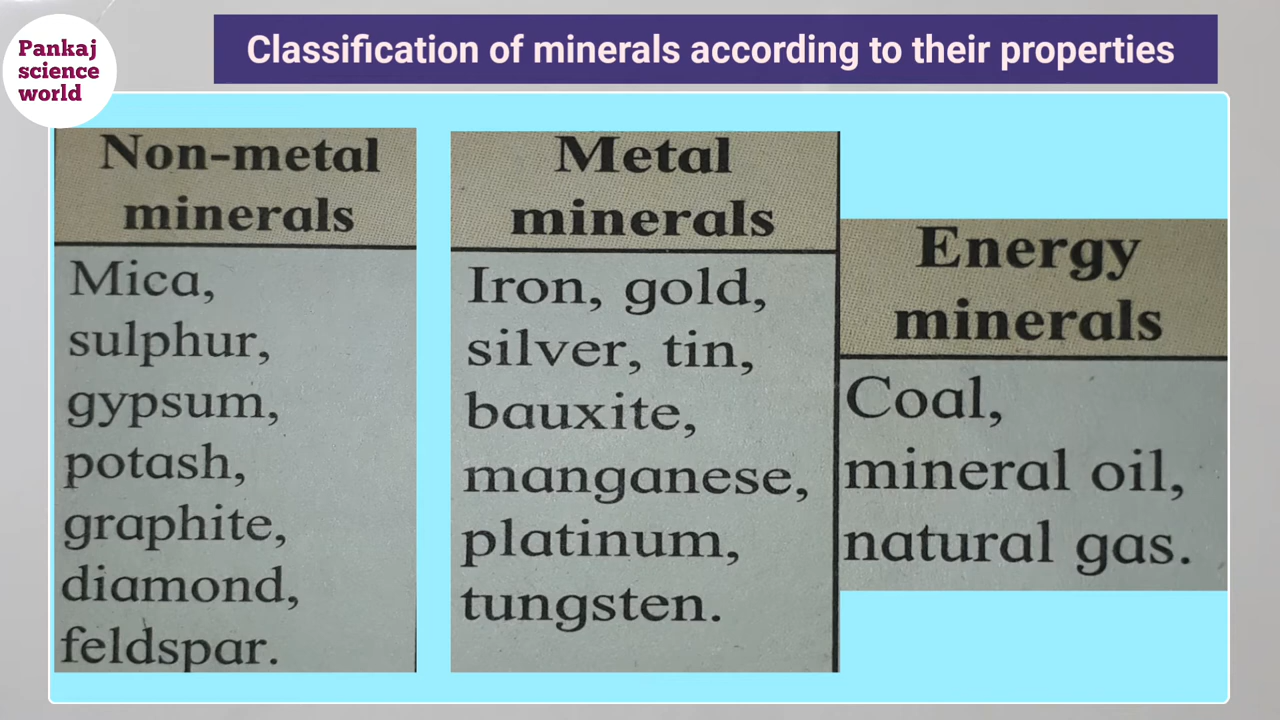 Pankaj
science
world
Classification of minerals according to their properties
Non-metal
minerals
Mica,
sulphur,
gypsum,
potash,
graphite,
diamond,
feldspar.
Metal
minerals
Iron, gold,
silver, tin,
bauxite,
manganese,
platinum,
tungsten.
Energy
minerals
Coal,
mineral oil,
natural gas.